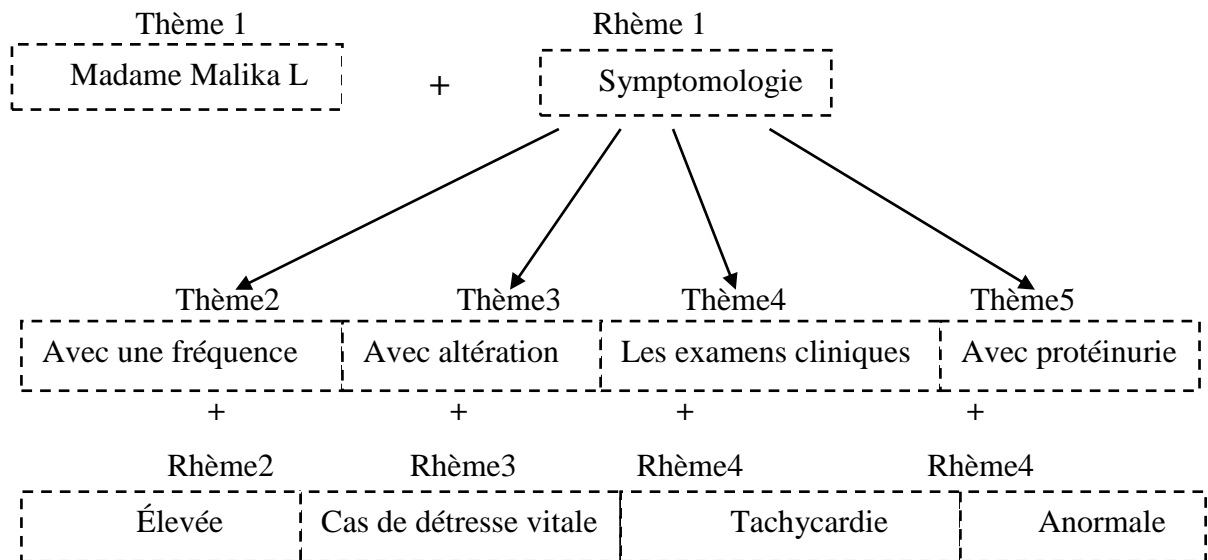 Thème 1 Rhème 1
Madame Malika L + Symptomologie
Thème2 Thème3 Thème4 Thème5
Avec une fréquence Avec altération Les examens cliniques Avec protéinurie
+ + + +
Rhème2 Rhème3 Rhème4 Rhème4
Élevée Cas de détresse vitale Tachycardie Anormale